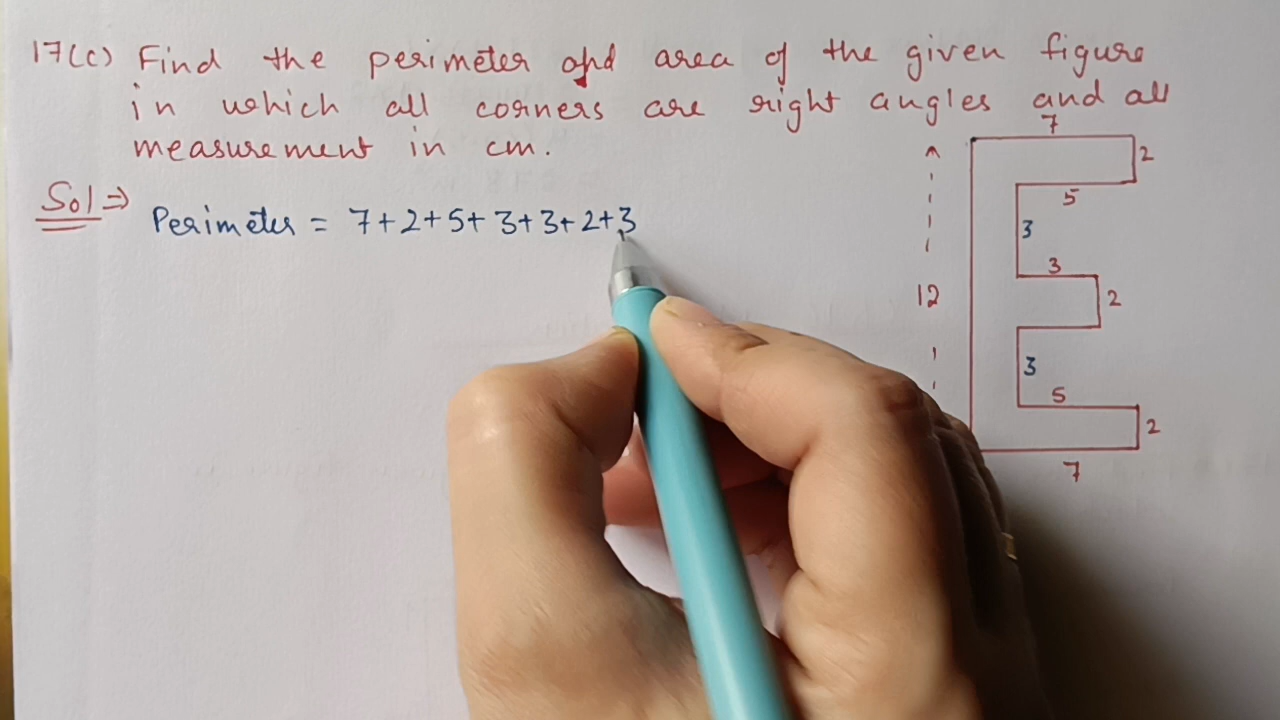 17(c) Find the perimeter and area of the given figure
in which all corners are right angles and all
measurement in cm.
Sol⇒
Perimeter = 7+2+5+3+3+2+3
7
2
5
3
3
12
2
3
5
2
7